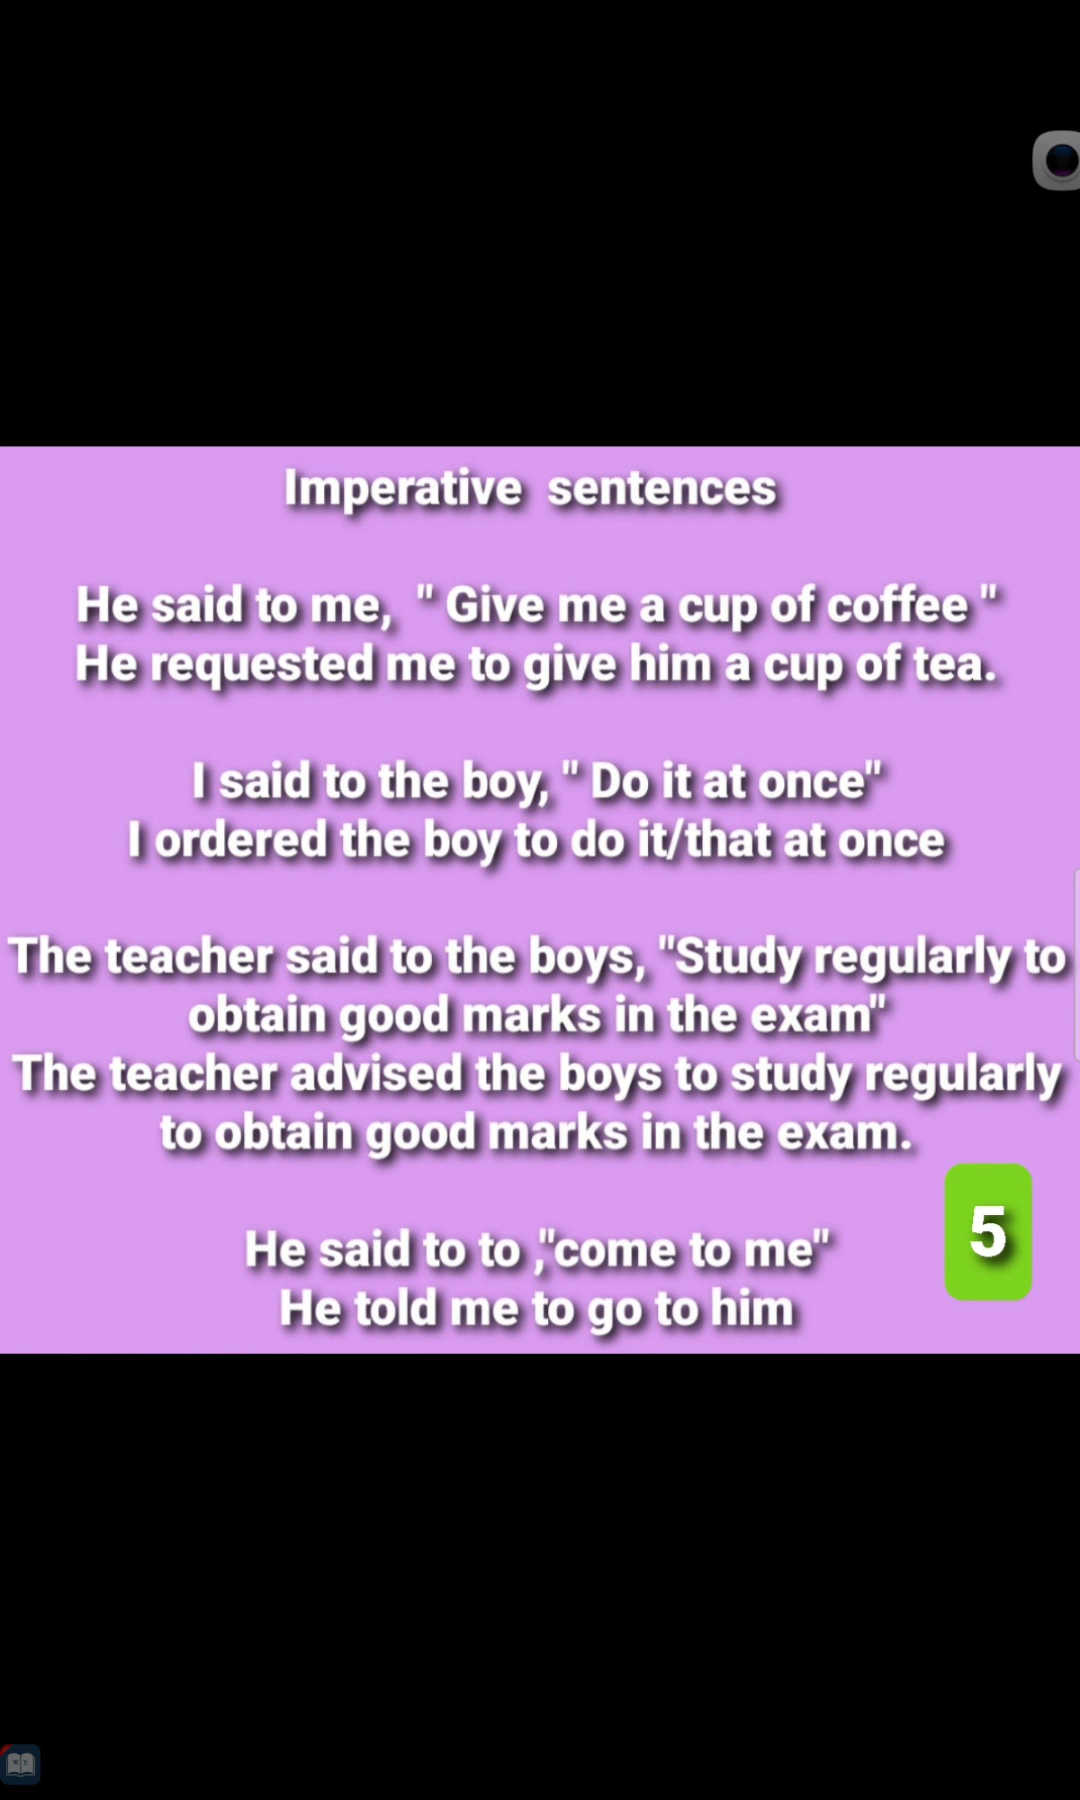 Imperative sentences
He said to me, " Give me a cup of coffee "
He requested me to give him a cup of tea.
I said to the boy, " Do it at once"
I ordered the boy to do it/that at once
The teacher said to the boys, "Study regularly to
obtain good marks in the exam"
The teacher advised the boys to study regularly
to obtain good marks in the exam.
5
He said to to ,"come to me"
He told me to go to him